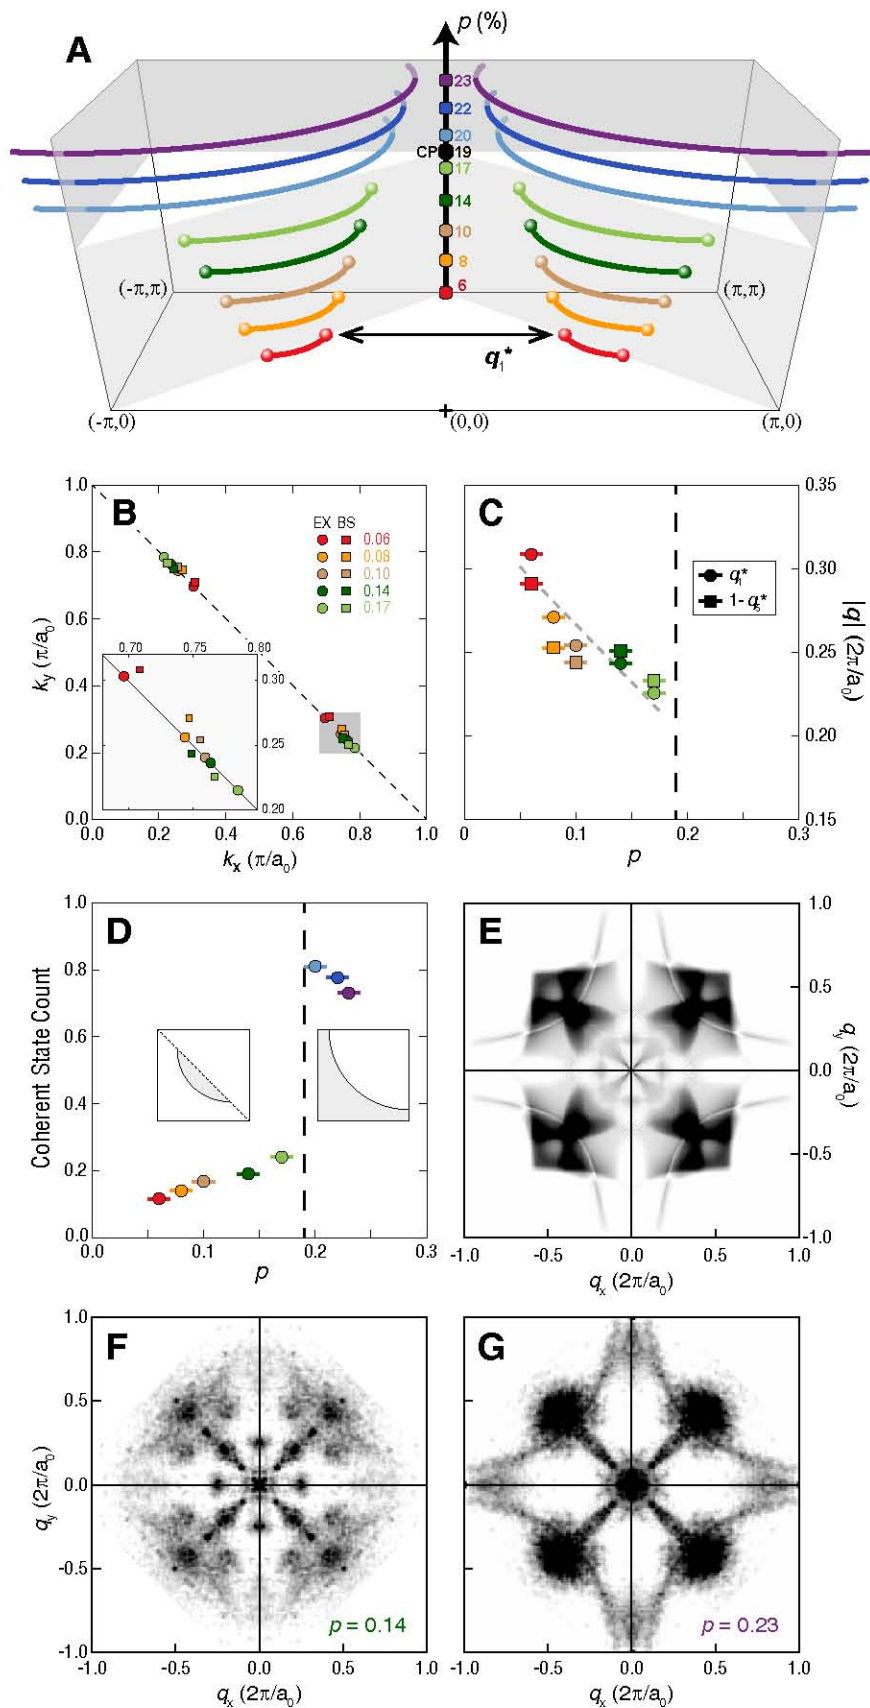 A
p (%)
23
22
20
CP 19
17
14
10
8
6
(-π,π)
(π,π)
q₁*
(-π,0)
(0,0)
(π,0)
B
1.0
0.8
0.6
0.4
0.2
0.0
k_y (π/a₀)
EX BS
0.06
0.08
0.10
0.14
0.17
0.70 0.75 0.80
0.30
0.25
0.20
0.0 0.2 0.4 0.6 0.8 1.0
k_x (π/a₀)
C
0.35
0.30
0.25
0.20
0.15
|q| (2π/a₀)
q₁*
1- q₅*
0.0 0.1 0.2 0.3
p
D
1.0
0.8
0.6
0.4
0.2
0.0
Coherent State Count
0.0 0.1 0.2 0.3
p
E
1.0
0.5
0.0
-0.5
-1.0
q_y (2π/a₀)
-1.0 -0.5 0.0 0.5 1.0
q_x (2π/a₀)
F
1.0
0.5
0.0
-0.5
-1.0
q_y (2π/a₀)
p = 0.14
-1.0 -0.5 0.0 0.5 1.0
q_x (2π/a₀)
G
p = 0.23
-1.0 -0.5 0.0 0.5 1.0
q_x (2π/a₀)